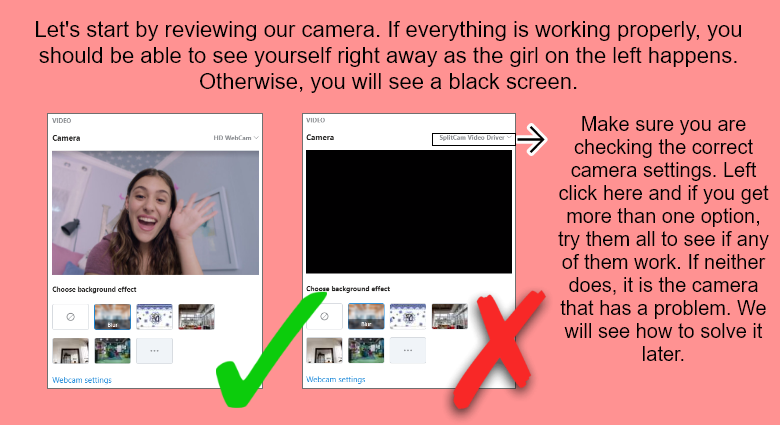 Let's start by reviewing our camera. If everything is working properly, you
should be able to see yourself right away as the girl on the left happens.
Otherwise, you will see a black screen.
VIDEO
Camera
HD WebCam
Choose background effect
Blur
Webcam settings
VIDEO
Camera
SplitCam Video Driver
Choose background effect
Blur
Webcam settings
Make sure you are
checking the correct
camera settings. Left
click here and if you get
more than one option,
try them all to see if any
of them work. If neither
does, it is the camera
that has a problem. We
will see how to solve it
later.